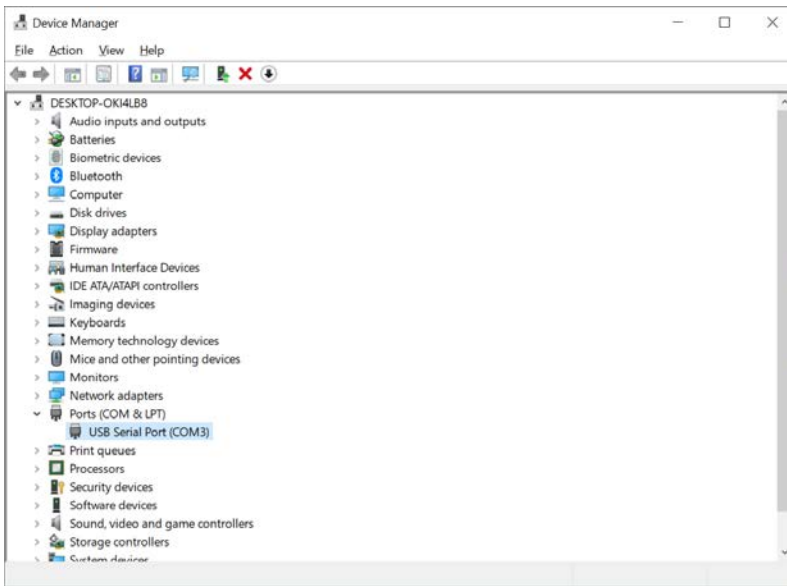 Device Manager
File Action View Help
DESKTOP-OKI4LB8
Audio inputs and outputs
Batteries
Biometric devices
Bluetooth
Computer
Disk drives
Display adapters
Firmware
Human Interface Devices
IDE ATA/ATAPI controllers
Imaging devices
Keyboards
Memory technology devices
Mice and other pointing devices
Monitors
Network adapters
Ports (COM & LPT)
USB Serial Port (COM3)
Print queues
Processors
Security devices
Software devices
Sound, video and game controllers
Storage controllers
System devices